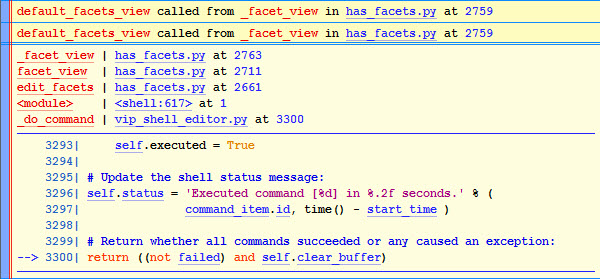 default_facets_view called from _facet_view in has_facets.py at 2759
default_facets_view called from _facet_view in has_facets.py at 2759
_facet_view | has_facets.py at 2763
facet_view | has_facets.py at 2711
edit_facets | has_facets.py at 2661
<module> | <shell:617> at 1
_do_command | vip_shell_editor.py at 3300
3293| self.executed = True
3294|
3295| # Update the shell status message:
3296| self.status = 'Executed command [%d] in %.2f seconds.' % (
3297| command_item.id, time() - start_time )
3298|
3299| # Return whether all commands succeeded or any caused an exception:
--> 3300| return ((not failed) and self.clear_buffer)